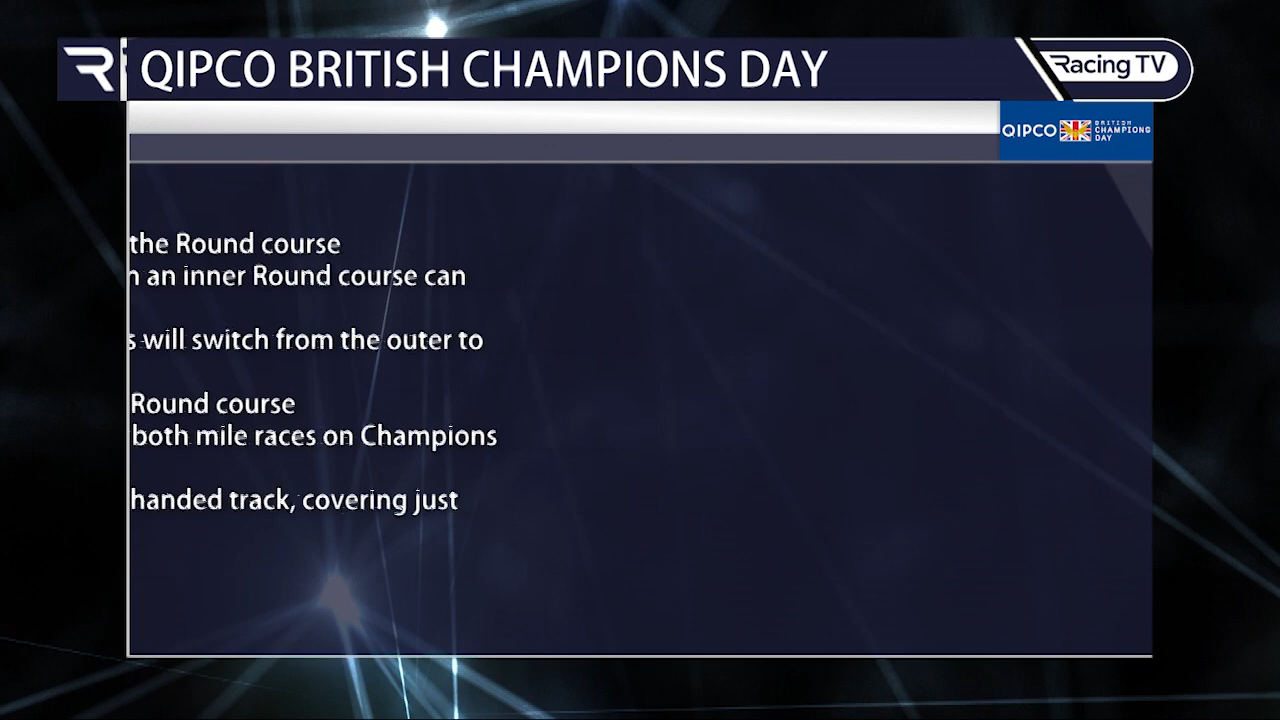 QIPCO BRITISH CHAMPIONS DAY
Racing TV
QIPCO BRITISH CHAMPIONS DAY
the Round course
an inner Round course can
will switch from the outer to
Round course
both mile races on Champions
handed track, covering just